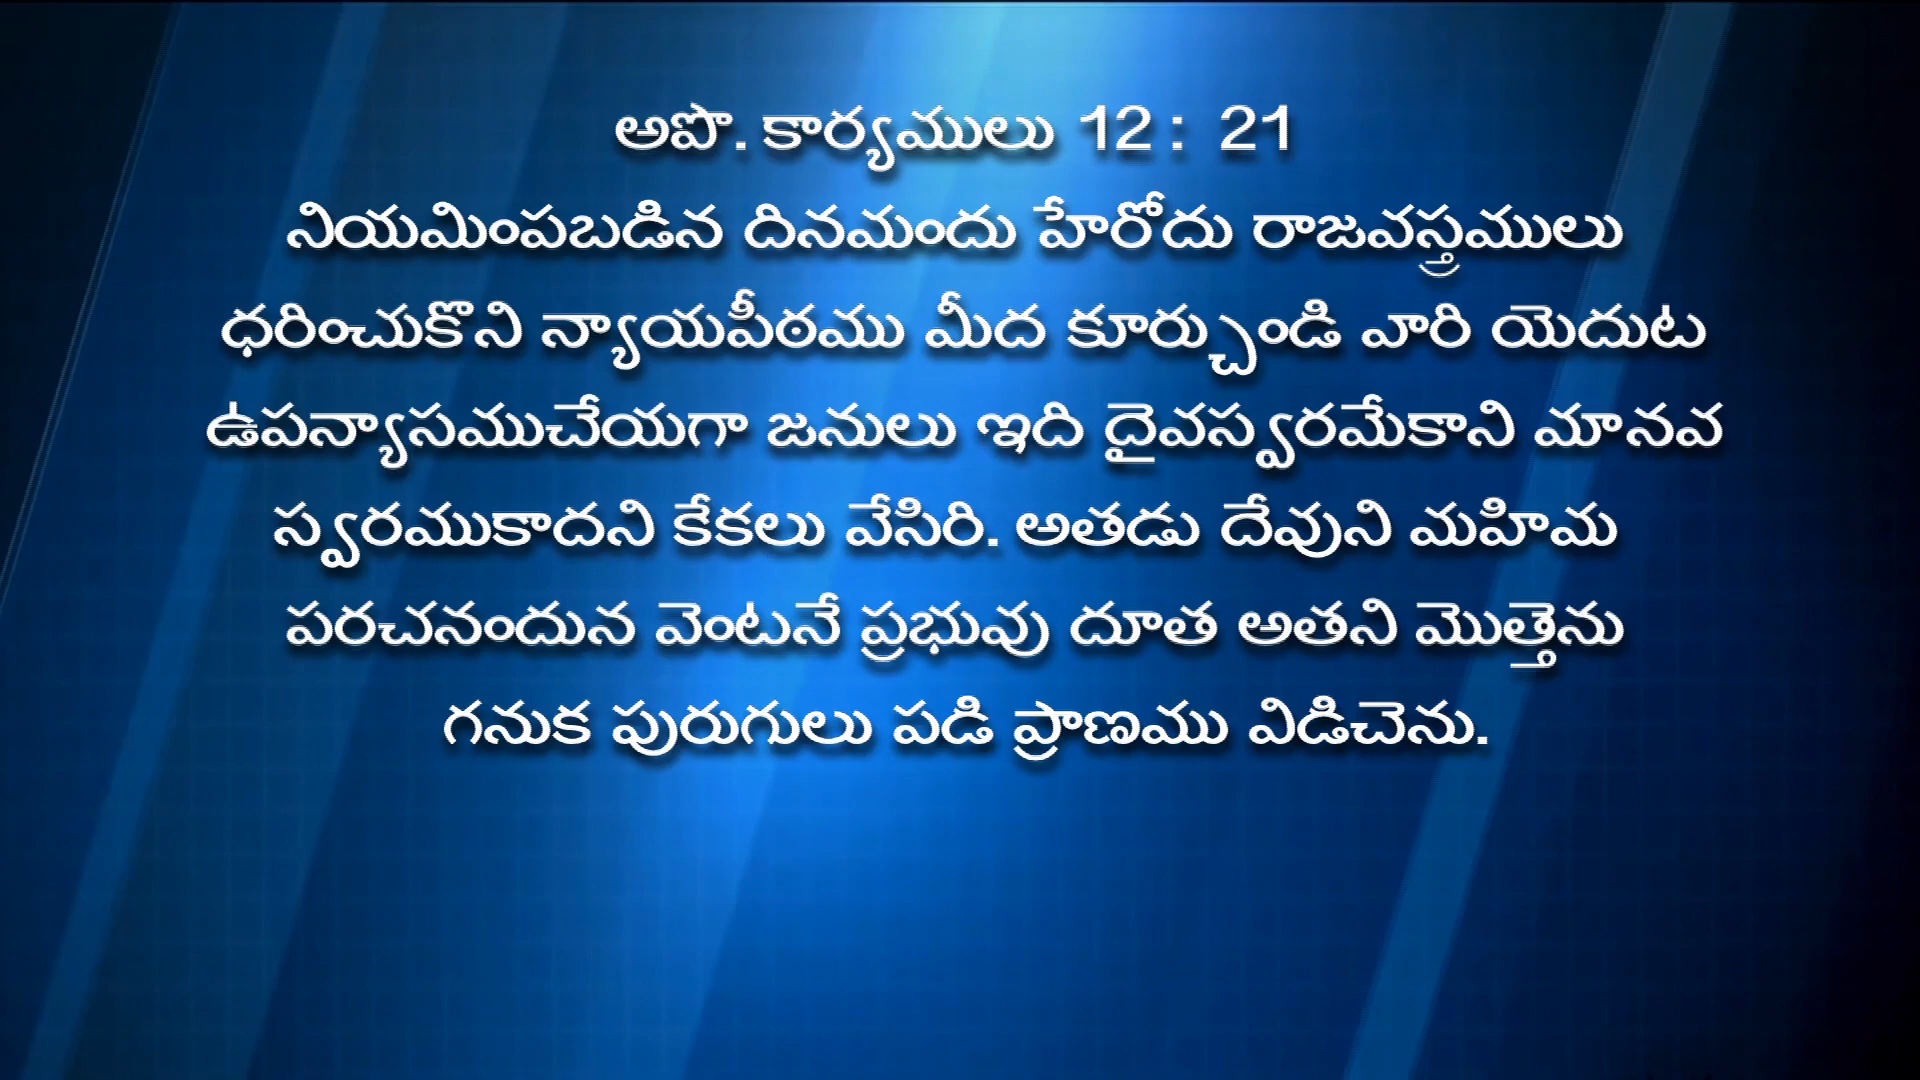 అపొ. కార్యములు 12 : 21
నియమింపబడిన దినమందు హేరోదు రాజవస్త్రములు
ధరించుకొని న్యాయపీఠము మీద కూర్చుండి వారి యెదుట
ఉపన్యాసముచేయగా జనులు ఇది దైవస్వరమేకాని మానవ
స్వరముకాదని కేకలు వేసిరి. అతడు దేవుని మహిమ
పరచనందున వెంటనే ప్రభువు దూత అతని మొత్తెను
గనుక పురుగులు పడి ప్రాణము విడిచెను.